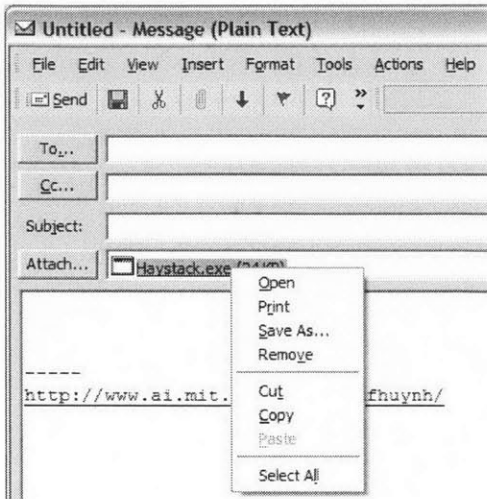 Untitled - Message (Plain Text)
File Edit View Insert Format Tools Actions Help
Send
To...
Cc...
Subject:
Attach... Haystack.exe
Open
Print
Save As...
Remove
Cut
Copy
Paste
Select All
-----
http://www.ai.mit. fhuynh/